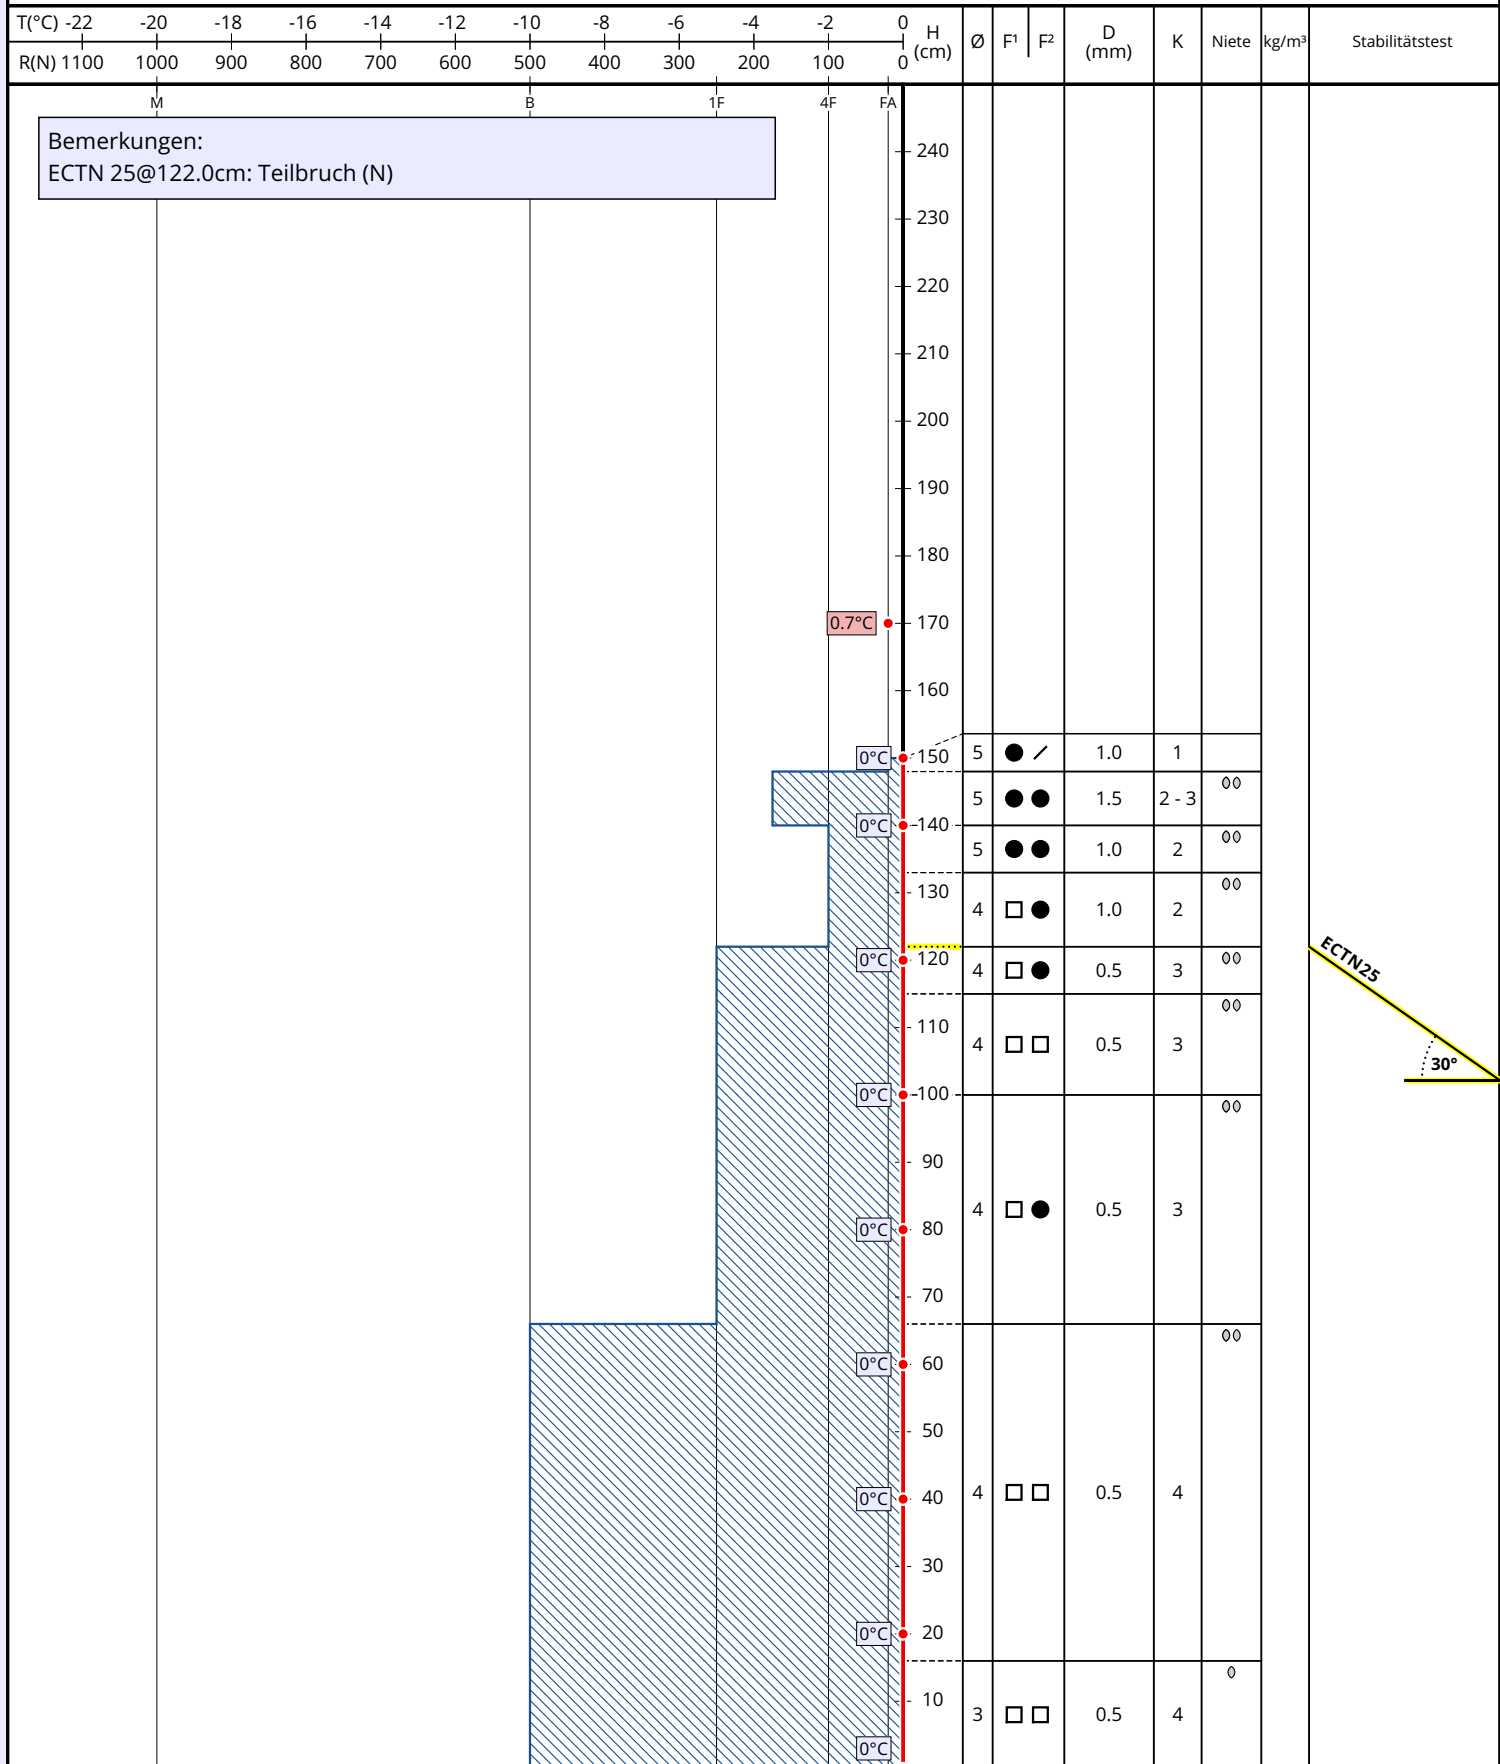 T(°C) -22 -20 -18 -16 -14 -12 -10 -8 -6 -4 -2 0
R(N) 1100 1000 900 800 700 600 500 400 300 200 100 0
H (cm) Ø F¹ F² D (mm) K Niete kg/m³ Stabilitätstest
M B 1F 4F FA
Bemerkungen:
ECTN 25@122.0cm: Teilbruch (N)
240
230
220
210
200
190
180
0.7°C 170
160
0°C 150 5 1.0 1
5 1.5 2 - 3
0°C 140
5 1.0 2
130
4 1.0 2
ECTN25
0°C 120
4 0.5 3
110
4 0.5 3
30°
0°C 100
90
4 0.5 3
0°C 80
70
0°C 60
50
0°C 40 4 0.5 4
30
0°C 20
10
3 0.5 4
0°C